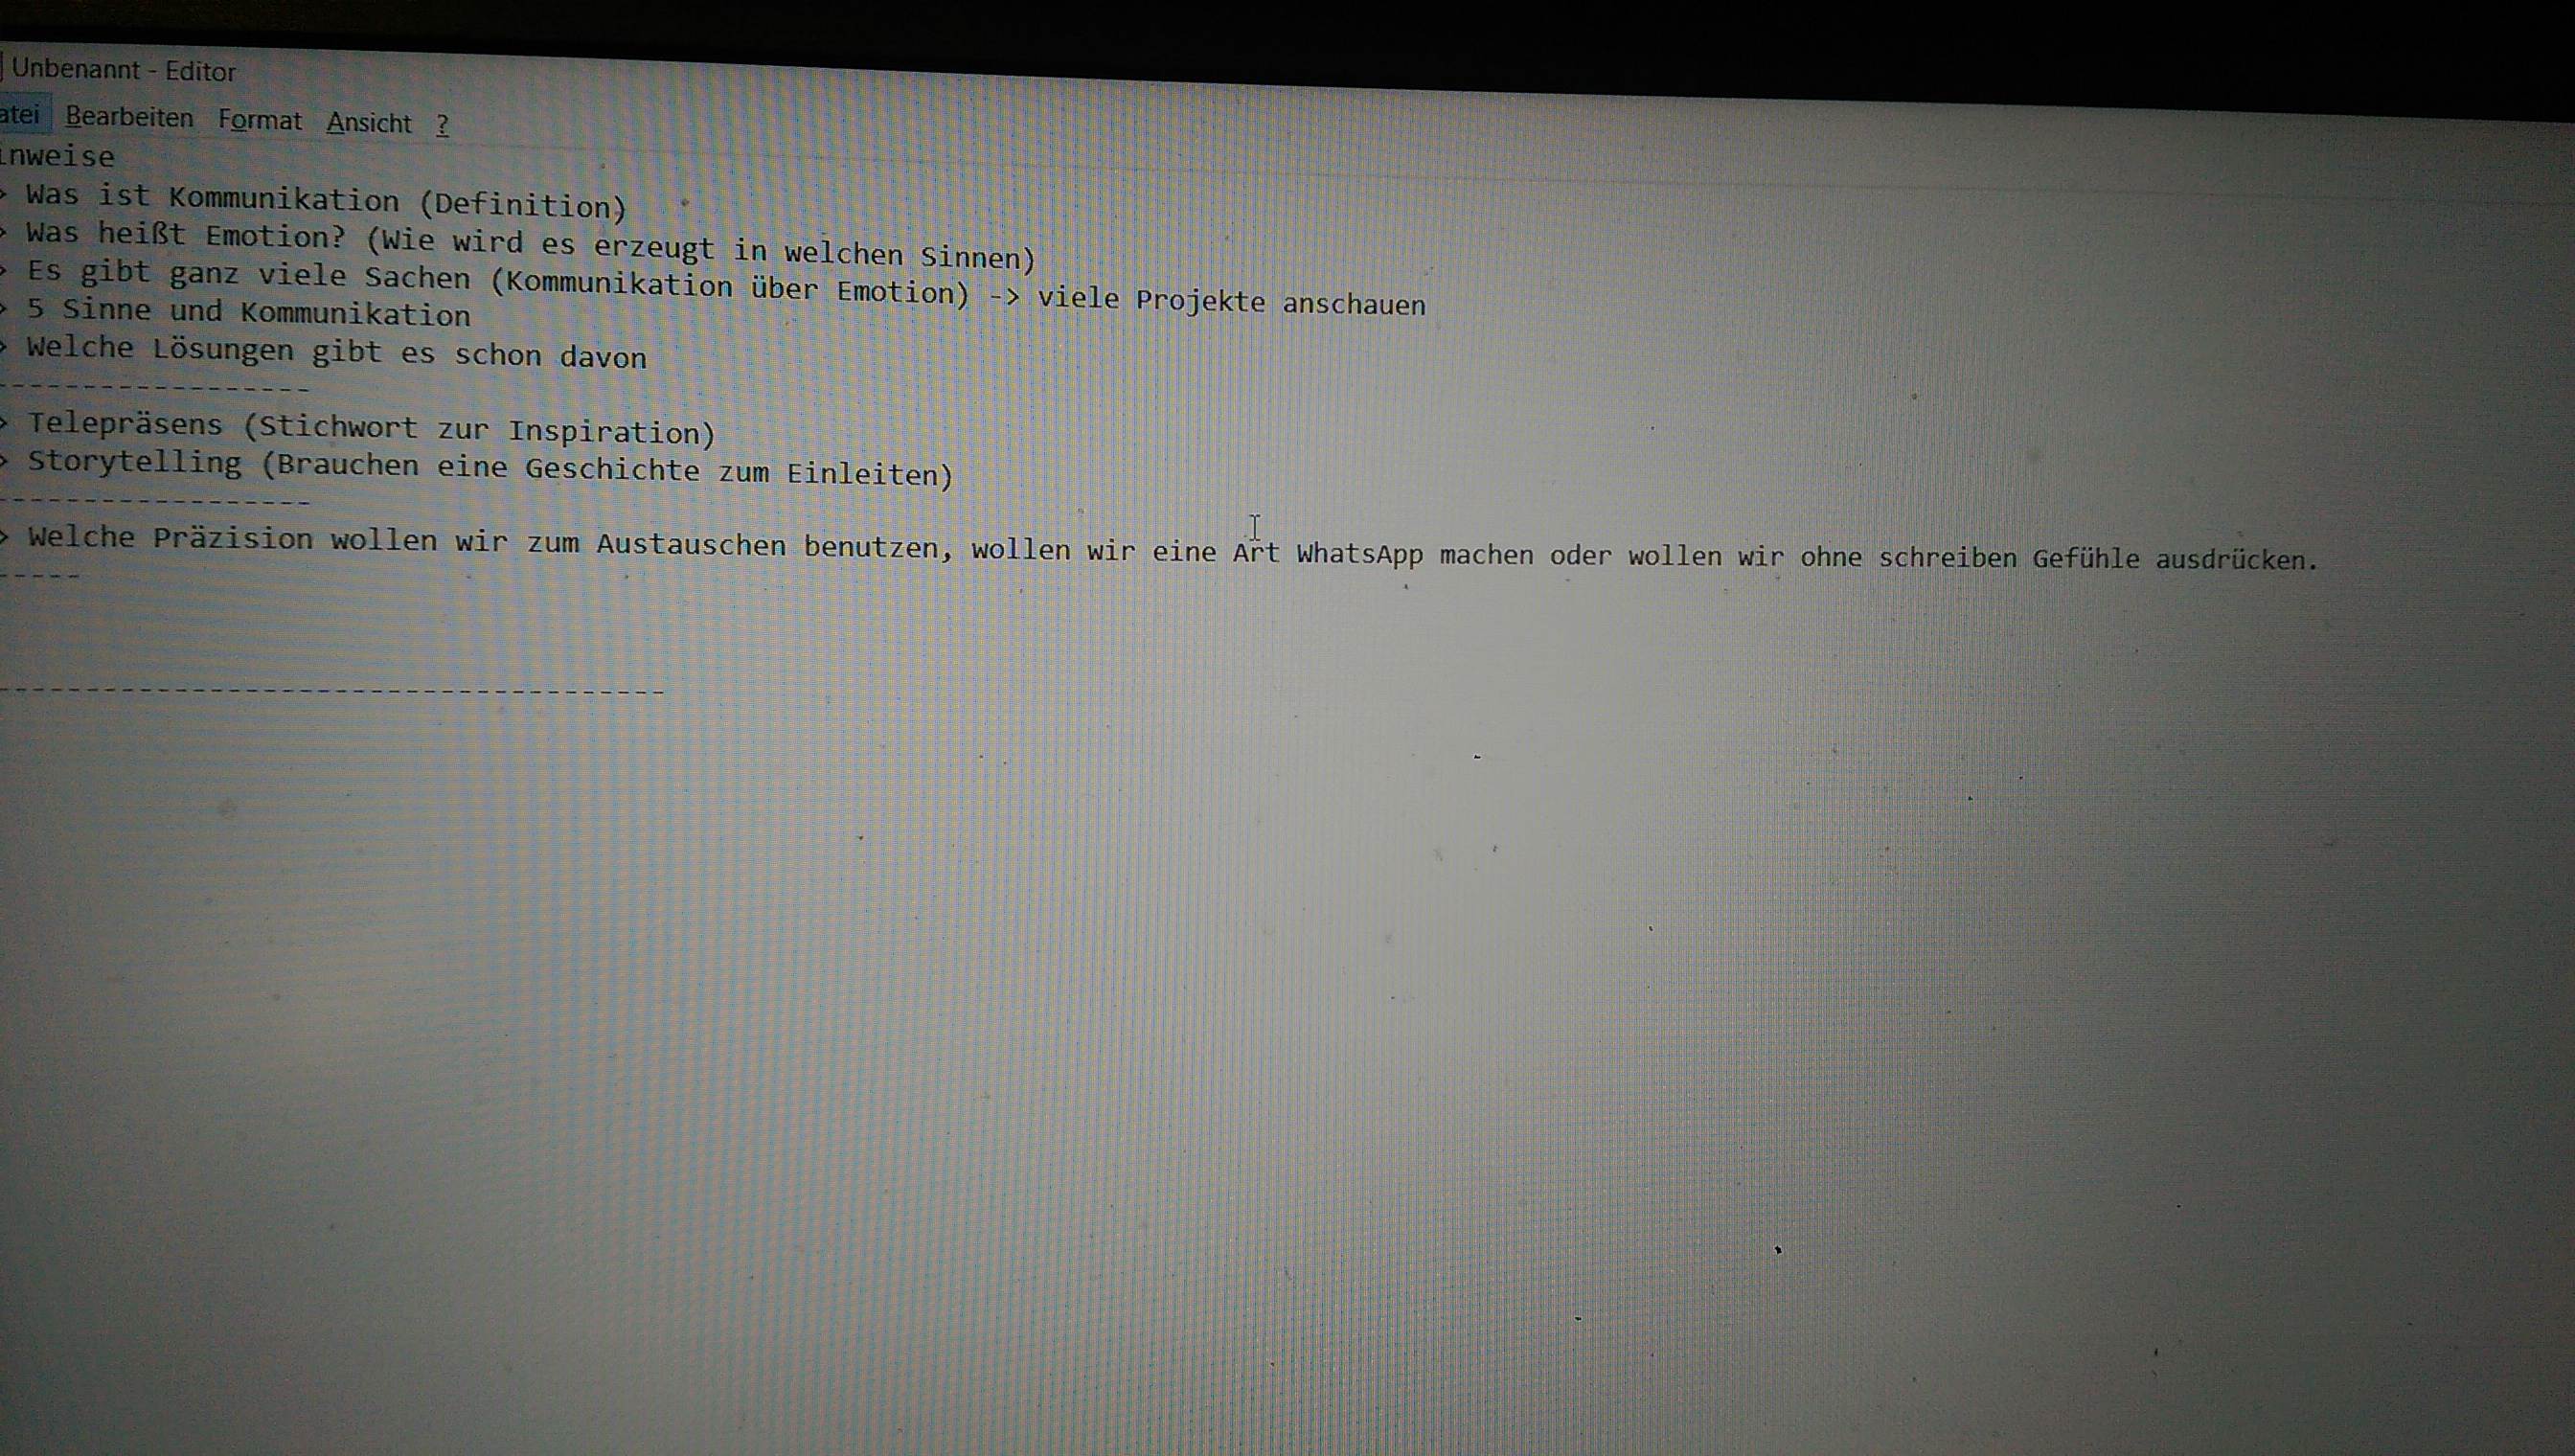 Unbenannt - Editor
atei Bearbeiten Format Ansicht ?
inweise
> Was ist Kommunikation (Definition)
> Was heißt Emotion? (Wie wird es erzeugt in welchen Sinnen)
> Es gibt ganz viele Sachen (Kommunikation über Emotion) -> viele Projekte anschauen
> 5 Sinne und Kommunikation
> Welche Lösungen gibt es schon davon
------------------
> Telepräsens (Stichwort zur Inspiration)
> Storytelling (Brauchen eine Geschichte zum Einleiten)
------------------
> Welche Präzision wollen wir zum Austauschen benutzen, wollen wir eine Art WhatsApp machen oder wollen wir ohne schreiben Gefühle ausdrücken.
-----
--------------------------------------